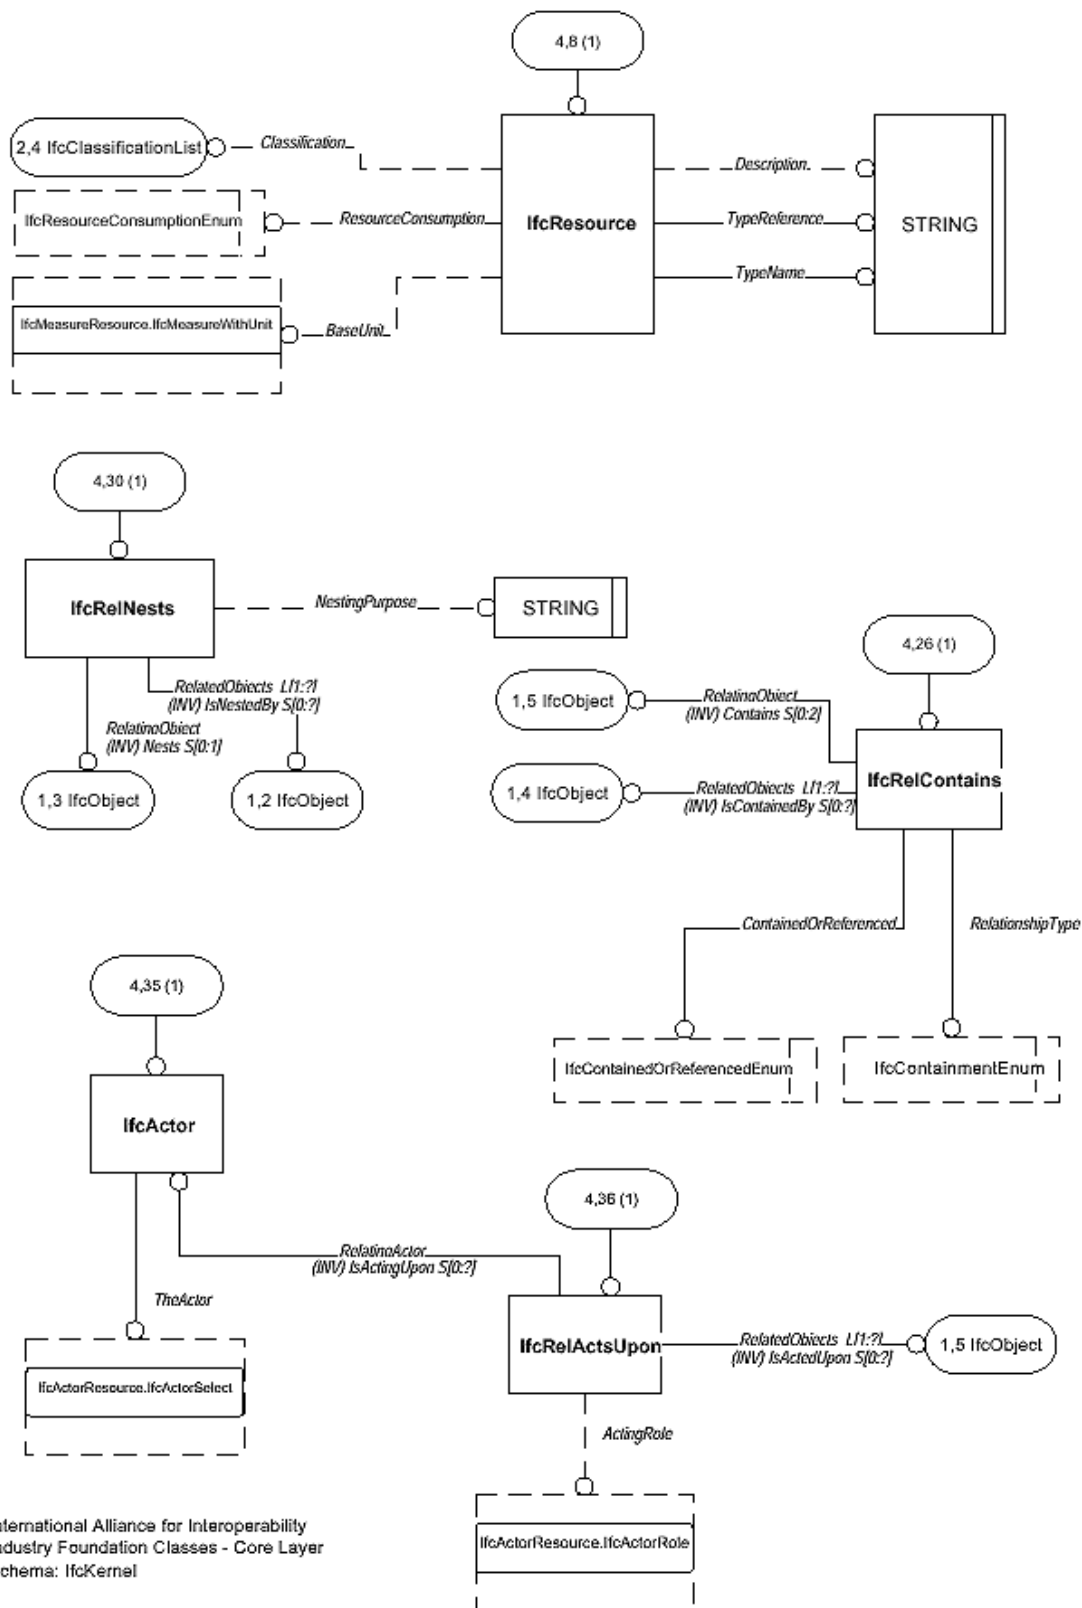 4,8 (1)
2,4 IfcClassificationList
Classification
Description
IfcResourceConsumptionEnum
ResourceConsumption
IfcResource
TypeReference
STRING
TypeName
IfcMeasureResource.IfcMeasureWithUnit
BaseUnit
4,30 (1)
IfcRelNests
NestingPurpose
STRING
4,26 (1)
RelatedObjects L[1:?]
(INV) IsNestedBy S[0:?]
RelatingObject
(INV) Nests S[0:1]
1,3 IfcObject
1,2 IfcObject
1,5 IfcObject
RelatingObject
(INV) Contains S[0:2]
IfcRelContains
1,4 IfcObject
RelatedObjects L[1:?]
(INV) IsContainedBy S[0:?]
ContainedOrReferenced
RelationshipType
IfcContainedOrReferencedEnum
IfcContainmentEnum
4,35 (1)
IfcActor
4,36 (1)
RelatingActor
(INV) IsActingUpon S[0:?]
TheActor
IfcRelActsUpon
RelatedObjects L[1:?]
(INV) IsActedUpon S[0:?]
1,5 IfcObject
IfcActorResource.IfcActorSelect
ActingRole
IfcActorResource.IfcActorRole
nternational Alliance for Interoperability
ndustry Foundation Classes - Core Layer
chema: IfcKernel